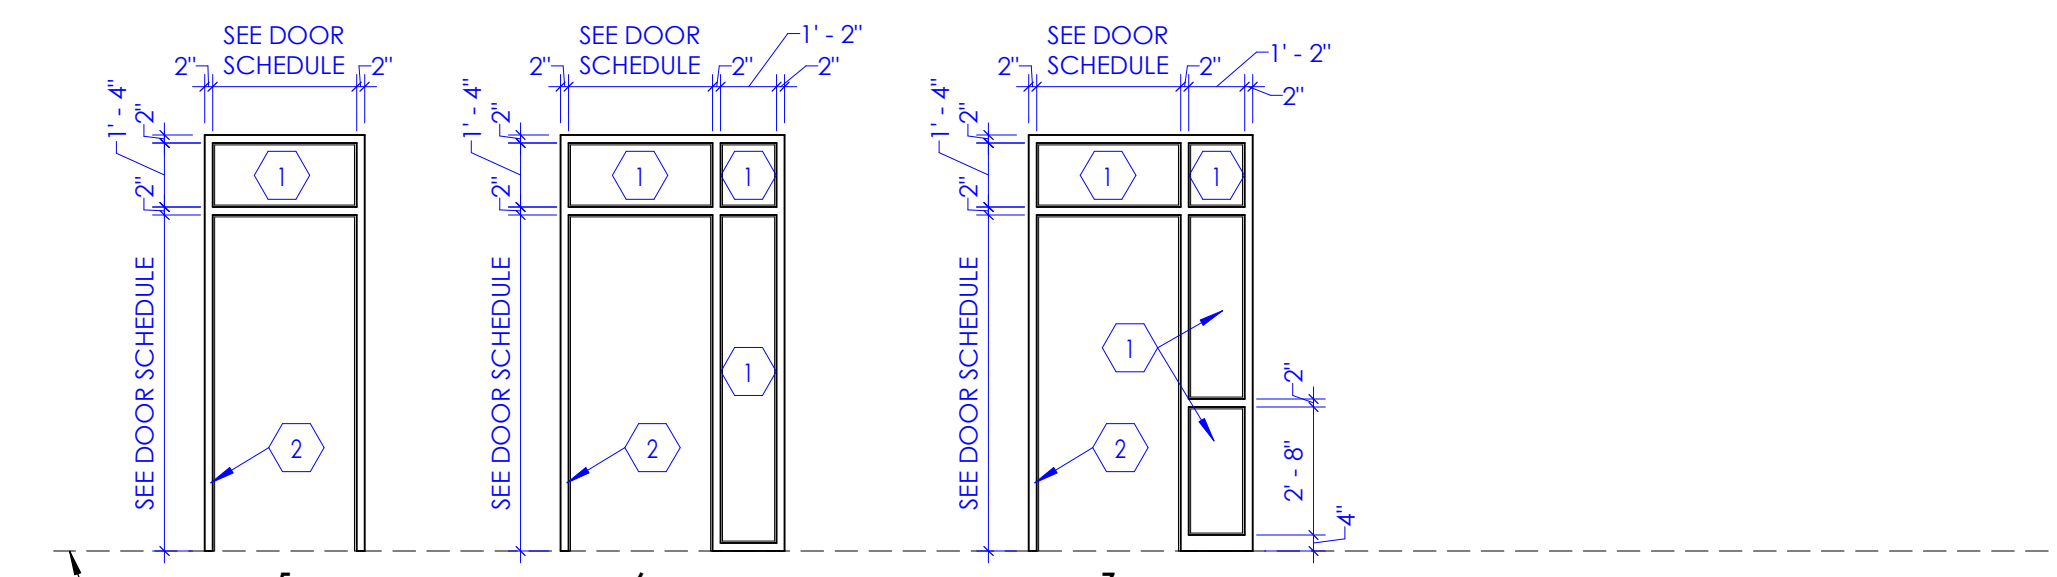 SEE DOOR
SCHEDULE
2"
2"
1' - 4"
2"
2"
1
SEE DOOR SCHEDULE
2
SEE DOOR
SCHEDULE
2"
2"
1' - 2"
2"
1' - 4"
2"
2"
1
1
SEE DOOR SCHEDULE
1
2
SEE DOOR
SCHEDULE
2"
2"
1' - 2"
2"
1' - 4"
2"
2"
1
1
SEE DOOR SCHEDULE
1
2
2"
2' - 8"
4"